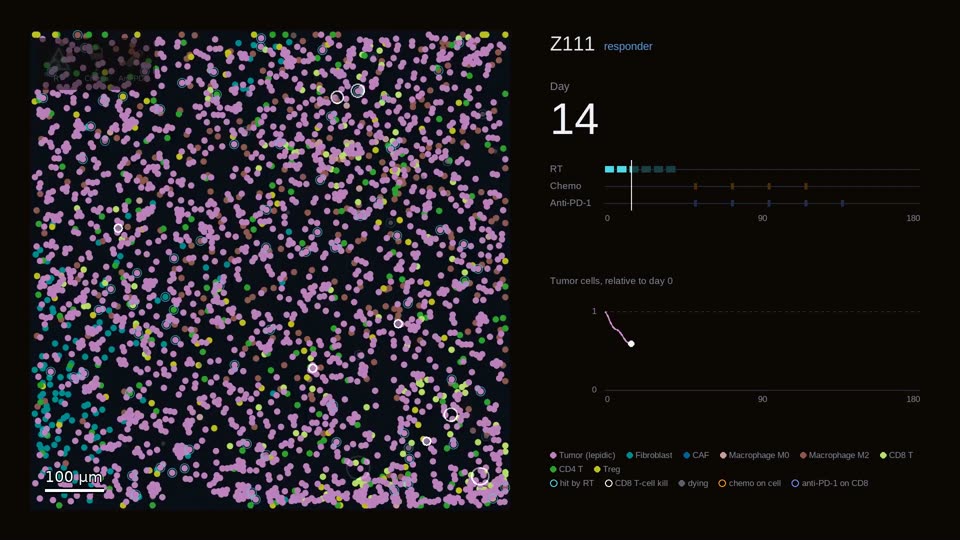 Z111 responder
Day
14
RT
Chemo
Anti-PD-1
0 90 180
Tumor cells, relative to day 0
1
0
0 90 180
Tumor (lepidic) Fibroblast CAF Macrophage M0 Macrophage M2 CD8 T
CD4 T Treg
hit by RT CD8 T-cell kill dying chemo on cell anti-PD-1 on CD8
100 µm